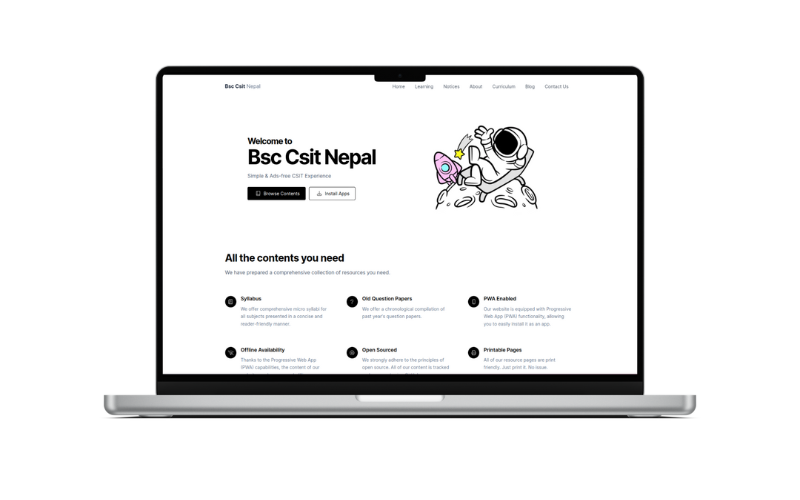 Bsc Csit Nepal
Home Learning Notices About Curriculum Blog Contact Us
Welcome to
Bsc Csit Nepal
Simple & Ads-free CSIT Experience
Browse Contents Install Apps
All the contents you need
We have prepared a comprehensive collection of resources you need.
Syllabus
We offer comprehensive micro syllabi for
all subjects presented in a concise and
reader-friendly manner.
Old Question Papers
We offer a chronological compilation of
past year's question papers.
PWA Enabled
Our website is equipped with Progressive
Web App (PWA) functionality, allowing
you to easily install it as an app.
Offline Availability
Thanks to the Progressive Web App
(PWA) capabilities, the content of our
Open Sourced
We strongly adhere to the principles of
open source. All of our content is tracked
Printable Pages
All of our resource pages are print
friendly. Just print it. No issue.